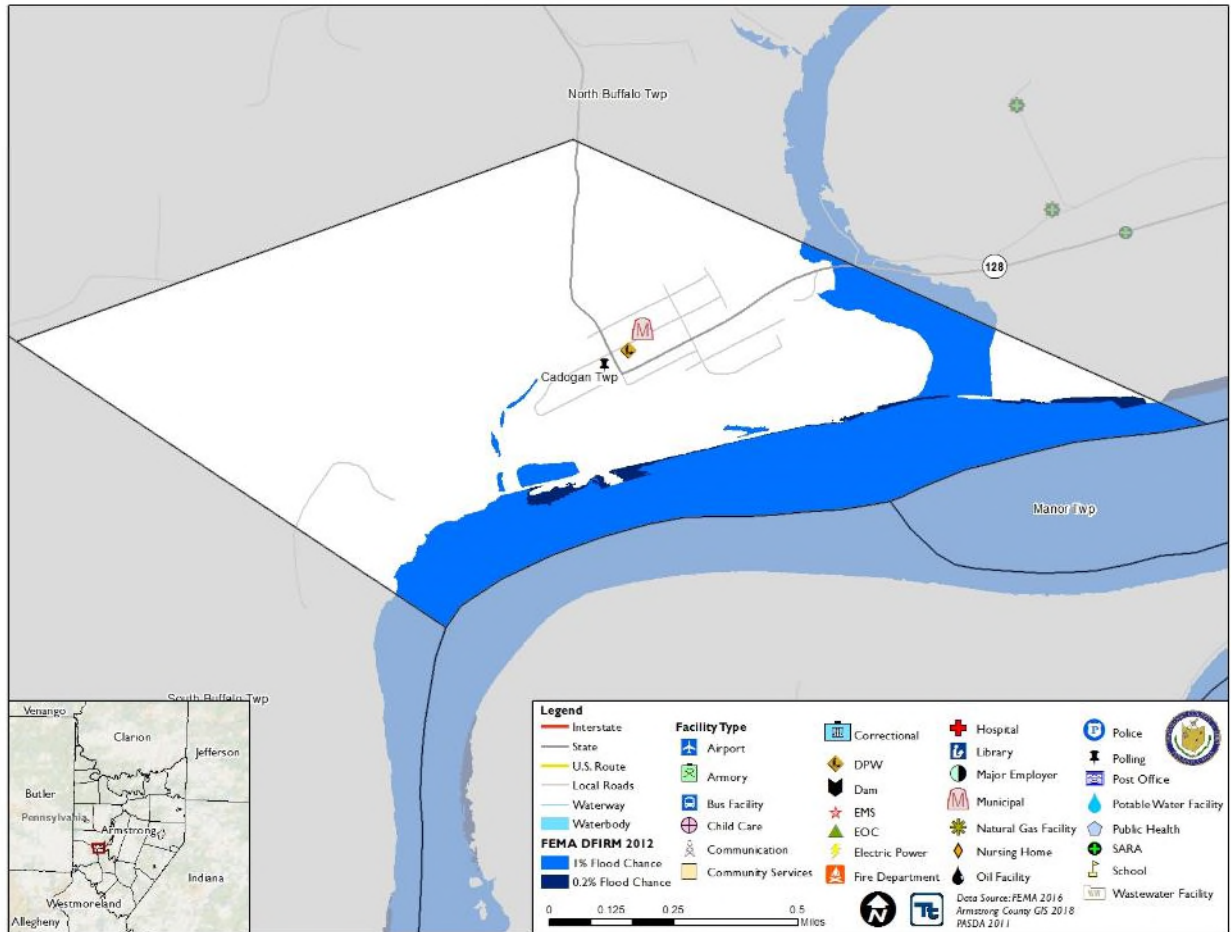 North Buffalo Twp
128
M
Cadogan Twp
Manor Twp
South Buffalo Twp
Venango
Clarion
Jefferson
Butler
Pennsylvania
Armstrong
Indiana
Westmoreland
Allegheny
Legend
Interstate
State
U.S. Route
Local Roads
Waterway
Waterbody
FEMA DFIRM 2012
1% Flood Chance
0.2% Flood Chance
Facility Type
Airport
Armory
Bus Facility
Child Care
Communication
Community Services
Correctional
DPW
Dam
EMS
EOC
Electric Power
Fire Department
Hospital
Library
Major Employer
M Municipal
Natural Gas Facility
Nursing Home
Oil Facility
P Police
Polling
Post Office
Potable Water Facility
Public Health
SARA
School
Wastewater Facility
0 0.125 0.25 0.5
Miles
N
Tt
Data Source: FEMA 2016
Armstrong County GIS 2018
PASDA 2011